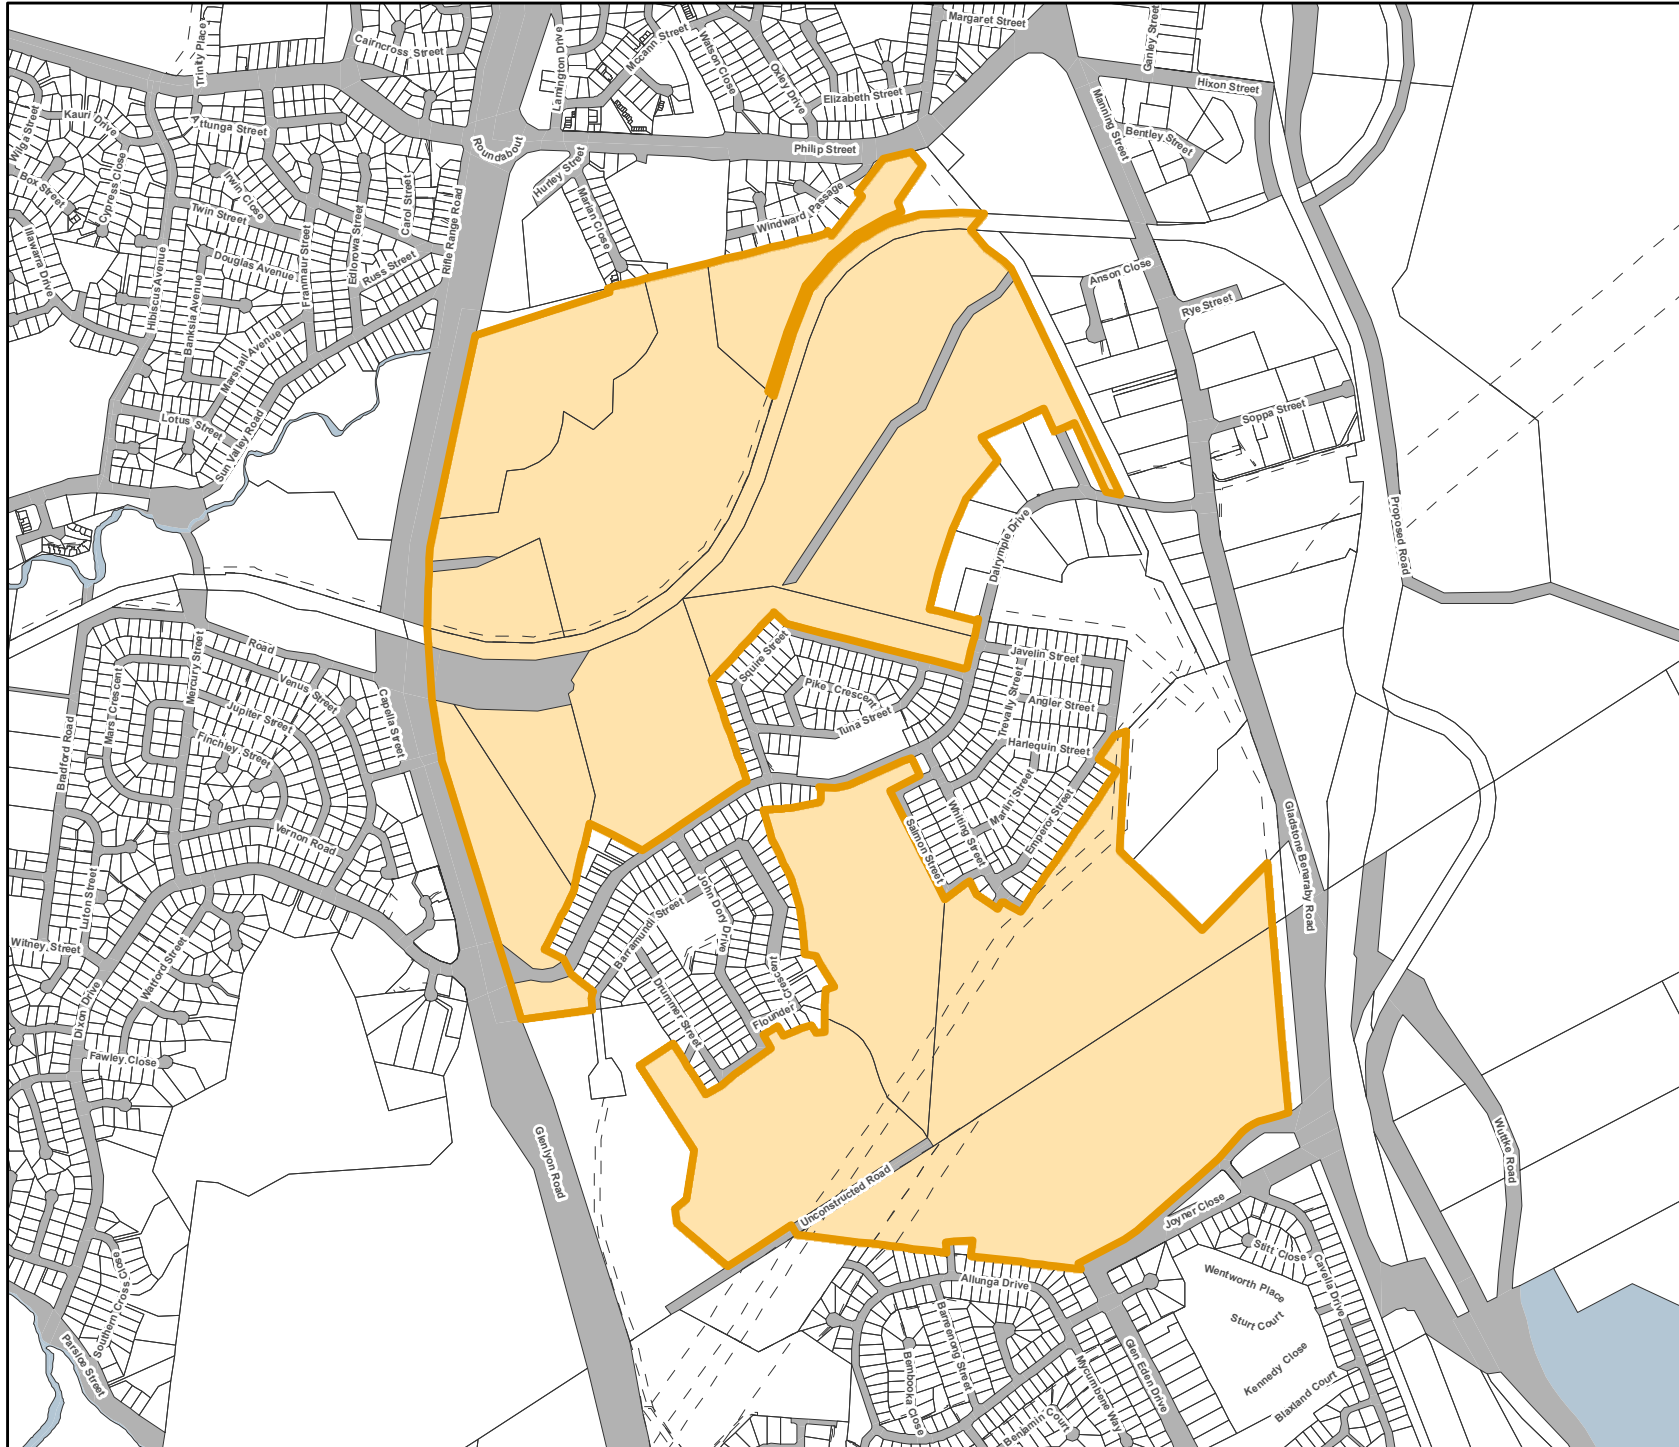 Margaret Street
Ganley Street
Trinity Place
Cairncross Street
Lamington Drive
Mccann Street
Watson Close
Oxley Drive
Hixon Street
Elizabeth Street
Manning Street
Kauri Drive
Attunga Street
Wilga Street
Bentley Street
Roundabout
Philip Street
Box Street
Cypress Close
Irwin Close
Hurley Street
Carol Street
Rifle Range Road
Twin Street
Marian Close
Windward Passage
Illawarra Drive
Edlorowa Street
Franmaur Street
Douglas Avenue
Russ Street
Hibiscus Avenue
Banksia Avenue
Anson Close
Rye Street
Marshall Avenue
Lotus Street
Sun Valley Road
Soppa Street
Proposed Road
Dalrymple Drive
Road
Mercury Street
Mars Crescent
Venus Street
Jupiter Street
Capella Street
Finchley Street
Bradford Road
Squire Street
Javelin Street
Pike Crescent
Trevally Street
Angler Street
Tuna Street
Harlequin Street
Vernon Road
Marlin Street
Whiting Street
Emperor Street
Salmon Street
Gladstone Benaraby Road
Luton Street
John Dory Drive
Barramundi Street
Witney Street
Watford Street
Dixon Drive
Drummer Street
Flounder Crescent
Fawley Close
Glenlyon Road
Unconstructed Road
Wuttke Road
Joyner Close
Stitt Close
Cavella Drive
Wentworth Place
Allunga Drive
Sturt Court
Southern Cross Close
Parsloe Street
Barreenong Street
Bembooka Close
Mycumbene Way
Glen Eden Drive
Kennedy Close
Blaxland Court
Benjamin Court